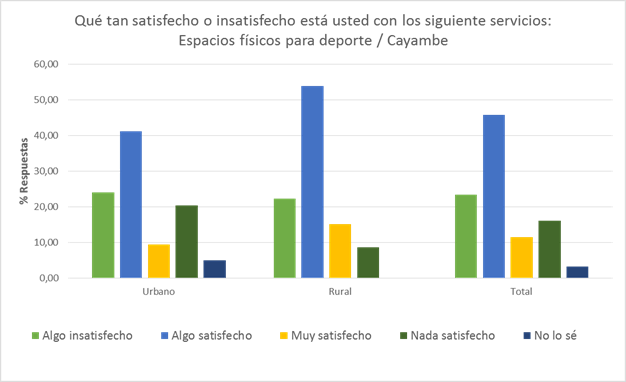 Qué tan satisfecho o insatisfecho está usted con los siguiente servicios:
Espacios físicos para deporte / Cayambe
60,00
50,00
40,00
30,00
20,00
10,00
0,00
% Respuestas
Urbano
Rural
Total
Algo insatisfecho
Algo satisfecho
Muy satisfecho
Nada satisfecho
No lo sé